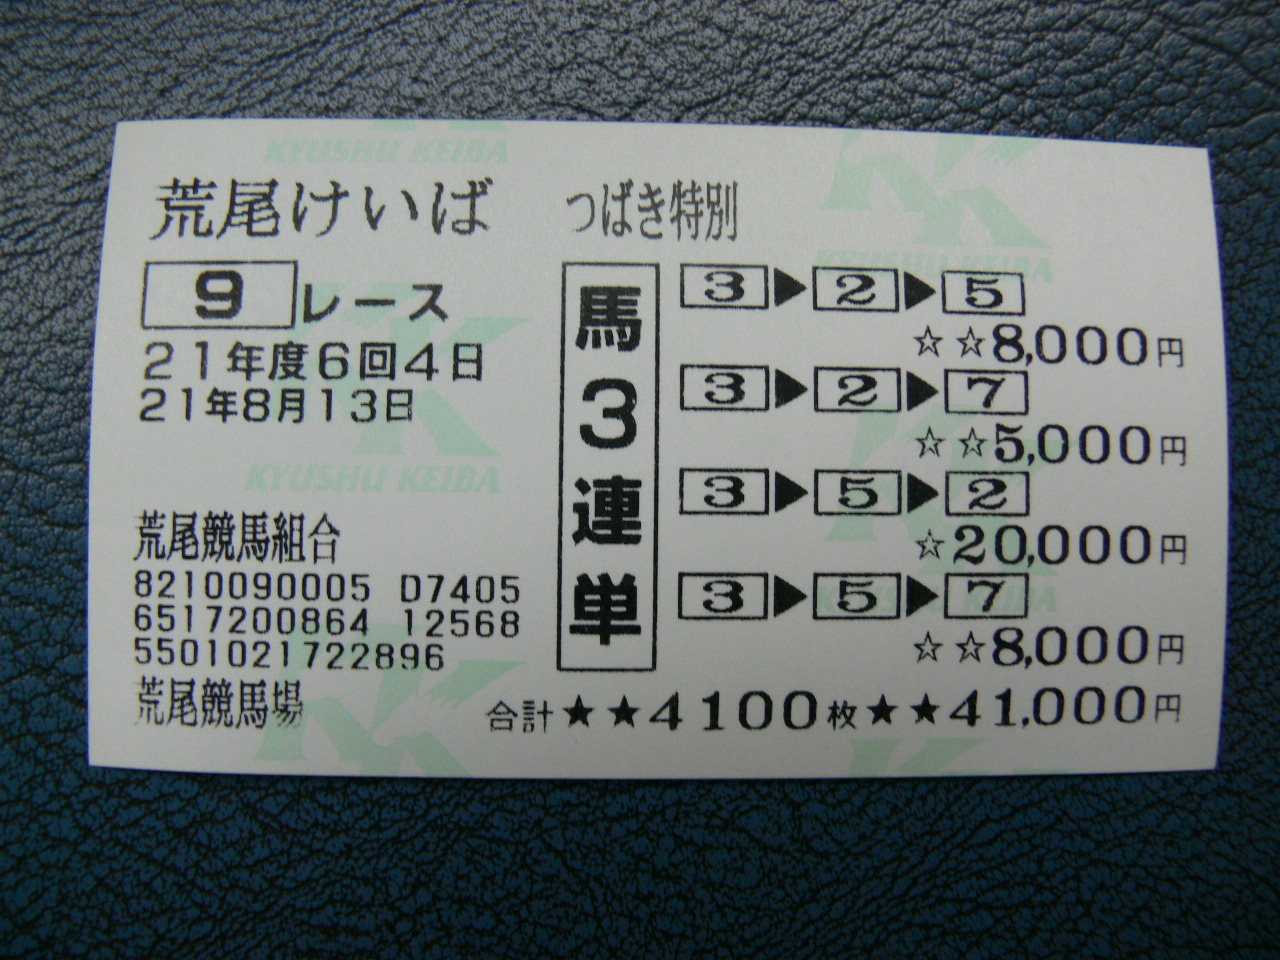 荒尾けいば つばき特別
9 レース
21年度6回4日
21年8月13日
荒尾競馬組合
8210090005 D7405
6517200864 12568
5501021722896
荒尾競馬場
馬3連単
3▶2▶5
☆☆8,000円
3▶2▶7
☆☆5,000円
3▶5▶2
☆20,000円
3▶5▶7
☆☆8,000円
合計★★4100枚★★41,000円
KYUSHU KEIBA
KYUSHU KEIBA
KYUSHU KEIBA
KYUSHU KEIBA